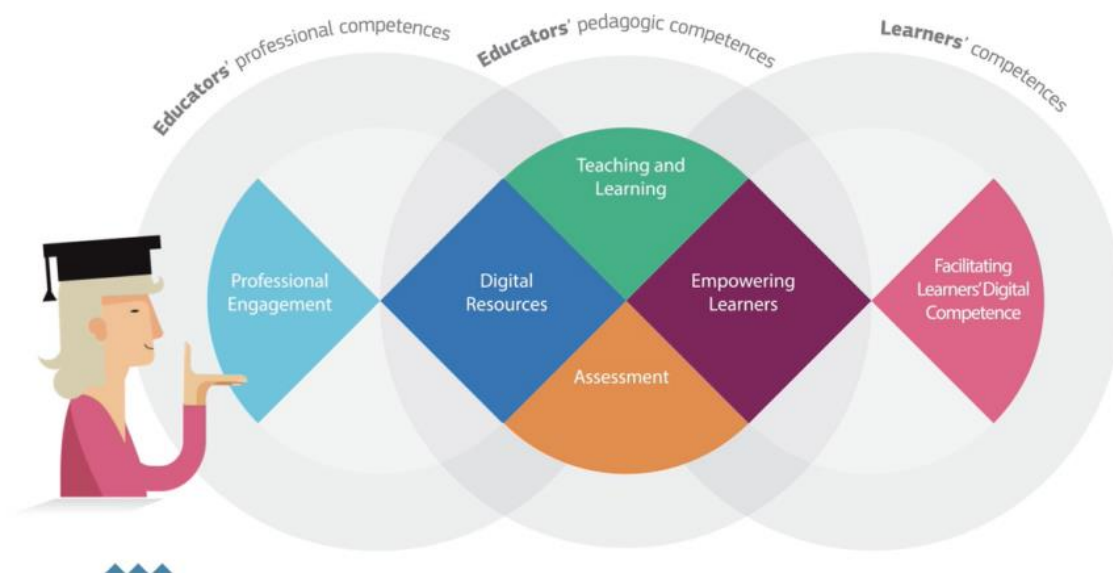 Educators' professional competences
Educators' pedagogic competences
Learners' competences
Teaching and
Learning
Professional
Engagement
Digital
Resources
Empowering
Learners
Facilitating
Learners' Digital
Competence
Assessment